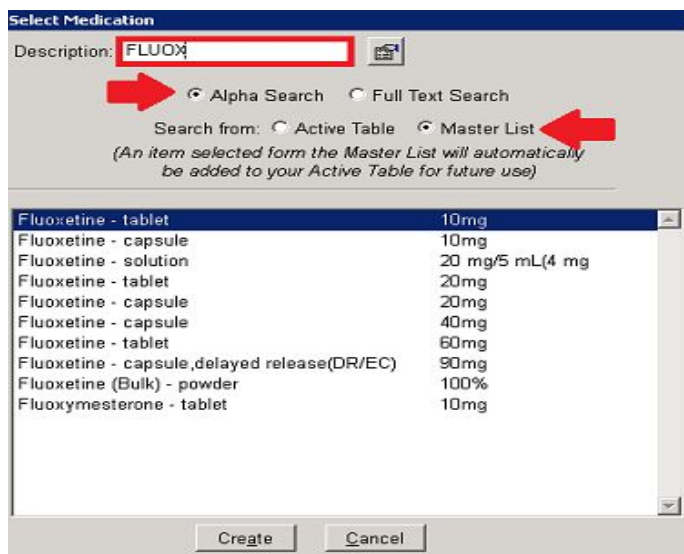 Select Medication
Description: FLUOX
Alpha Search Full Text Search
Search from: Active Table Master List
(An item selected form the Master List will automatically
be added to your Active Table for future use)
Fluoxetine - tablet 10mg
Fluoxetine - capsule 10mg
Fluoxetine - solution 20 mg/5 mL(4 mg
Fluoxetine - tablet 20mg
Fluoxetine - capsule 20mg
Fluoxetine - capsule 40mg
Fluoxetine - tablet 60mg
Fluoxetine - capsule,delayed release(DR/EC) 90mg
Fluoxetine (Bulk) - powder 100%
Fluoxymesterone - tablet 10mg
Create Cancel